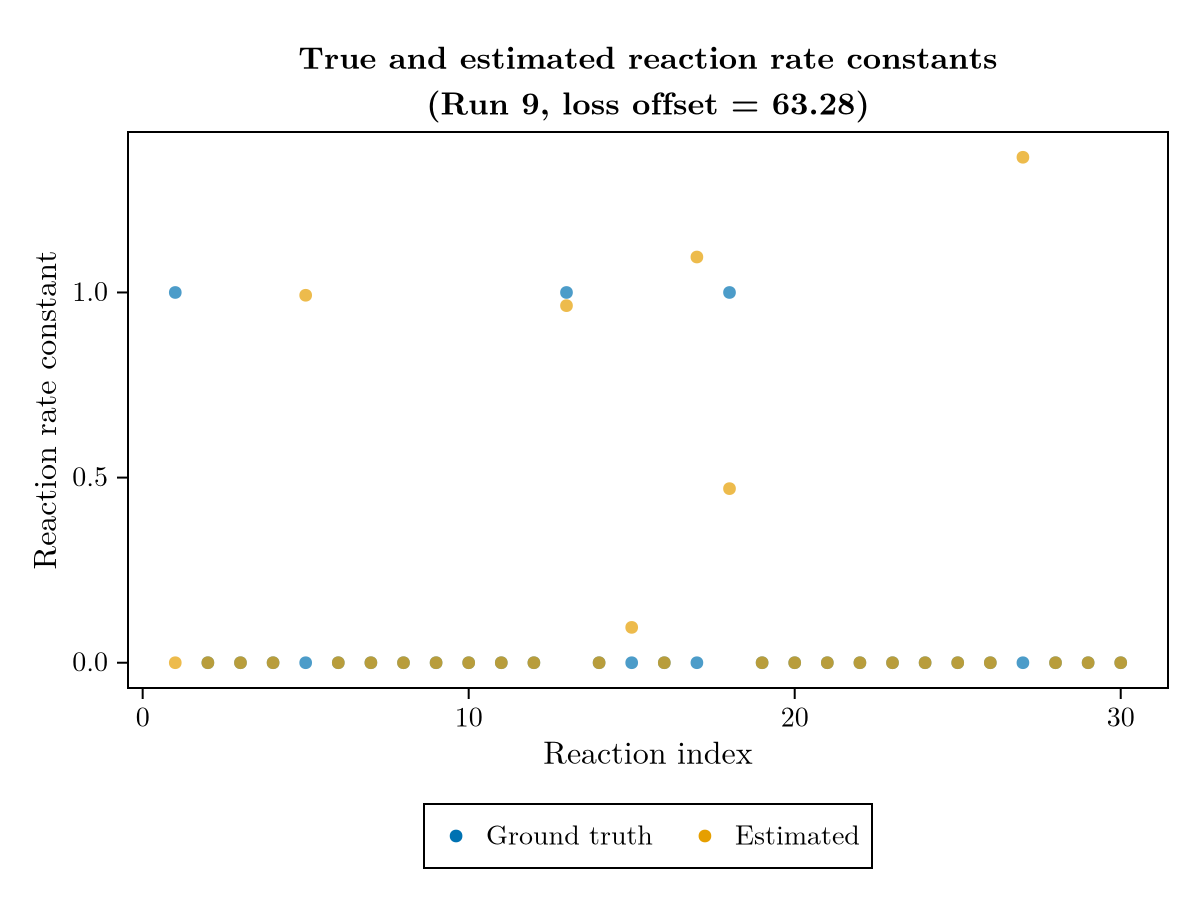 True and estimated reaction rate constants
(Run 9, loss offset = 63.28)
Reaction rate constant
1.0
0.5
0.0
0 10 20 30
Reaction index
Ground truth Estimated